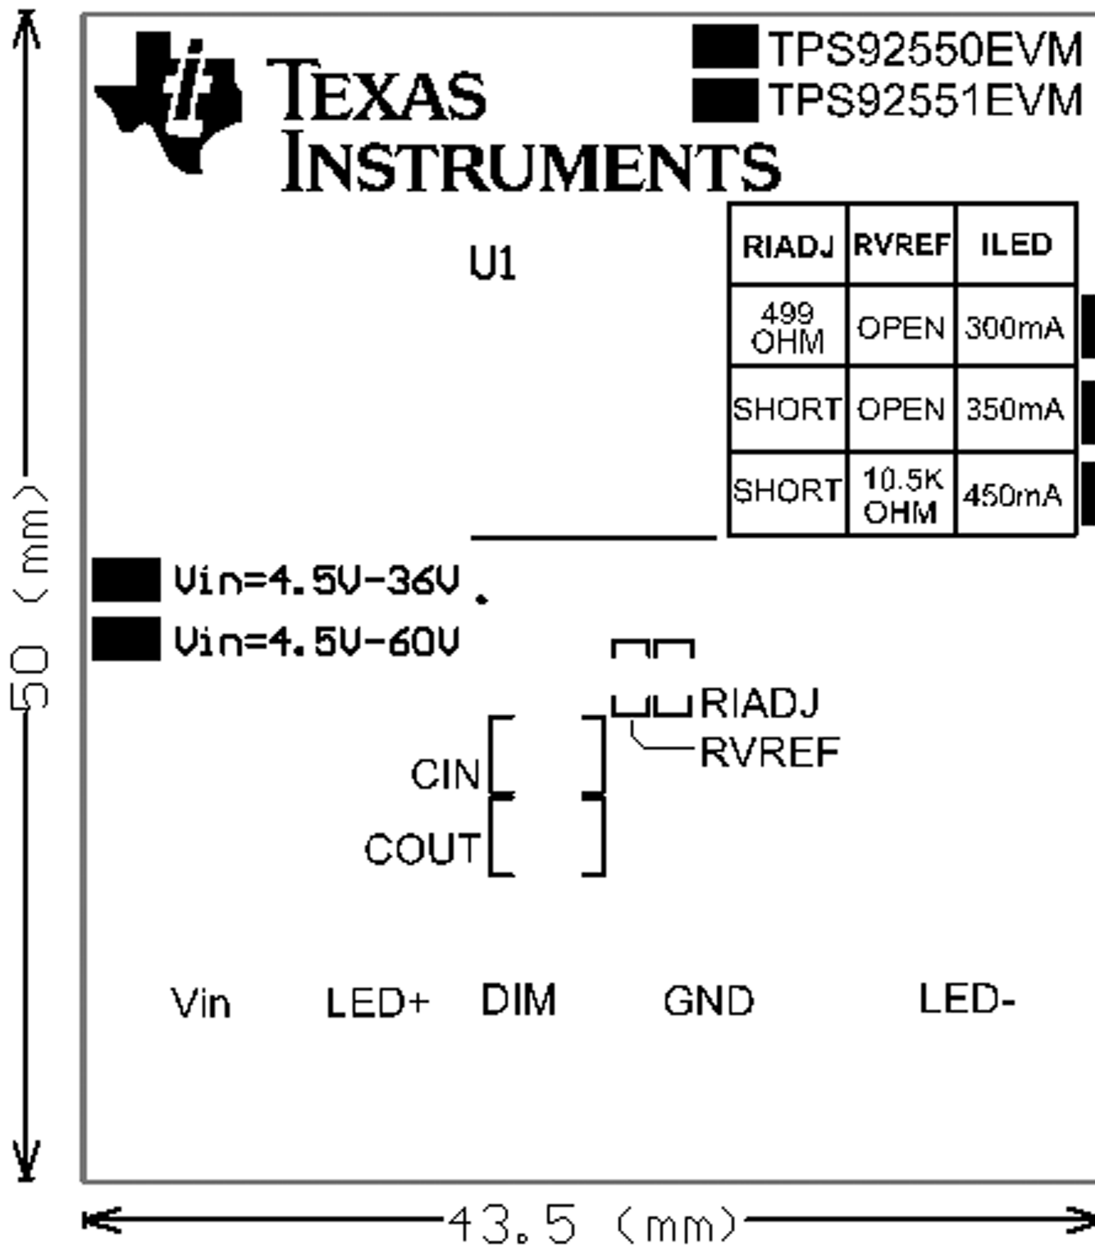 TPS92550EVM
TPS92551EVM
TEXAS
INSTRUMENTS
U1
RIADJ RVREF ILED
499 OHM OPEN 300mA
SHORT OPEN 350mA
SHORT 10.5K OHM 450mA
Vin=4.5V-36V
Vin=4.5V-60V
RIADJ
RVREF
CIN
COUT
Vin LED+ DIM GND LED-
50 (mm)
43.5 (mm)